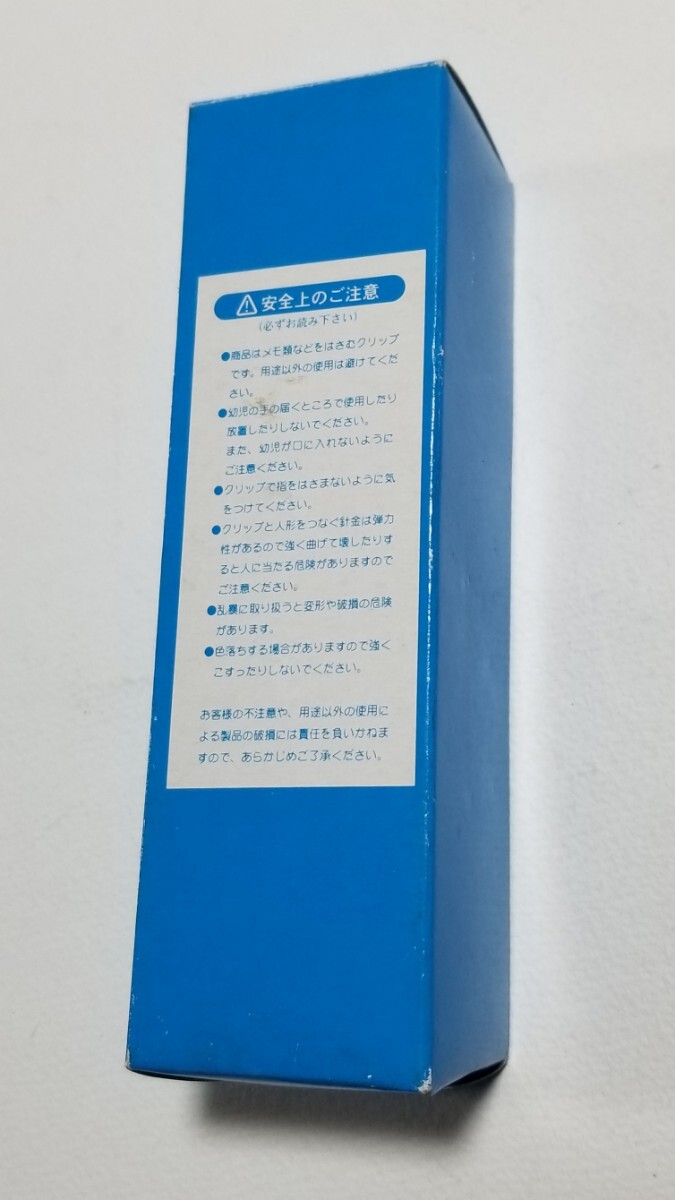 安全上のご注意
(必ずお読み下さい)
●商品はメモ類などをはさむクリップ
です。用途以外の使用は避けてくだ
さい。
●幼児の手の届くところで使用したり
放置したりしないでください。
また、幼児が口に入れないように
ご注意ください。
●クリップで指をはさまないように気
をつけてください。
●クリップと人形をつなぐ針金は弾力
性があるので強く曲げて壊したりす
ると人に当たる危険がありますので
ご注意ください。
●乱暴に取り扱うと変形や破損の危険
があります。
●色落ちする場合がありますので強く
こすったりしないでください。
お客様の不注意や、用途以外の使用に
よる製品の破損には責任を負いかねま
すので、あらかじめご了承ください。